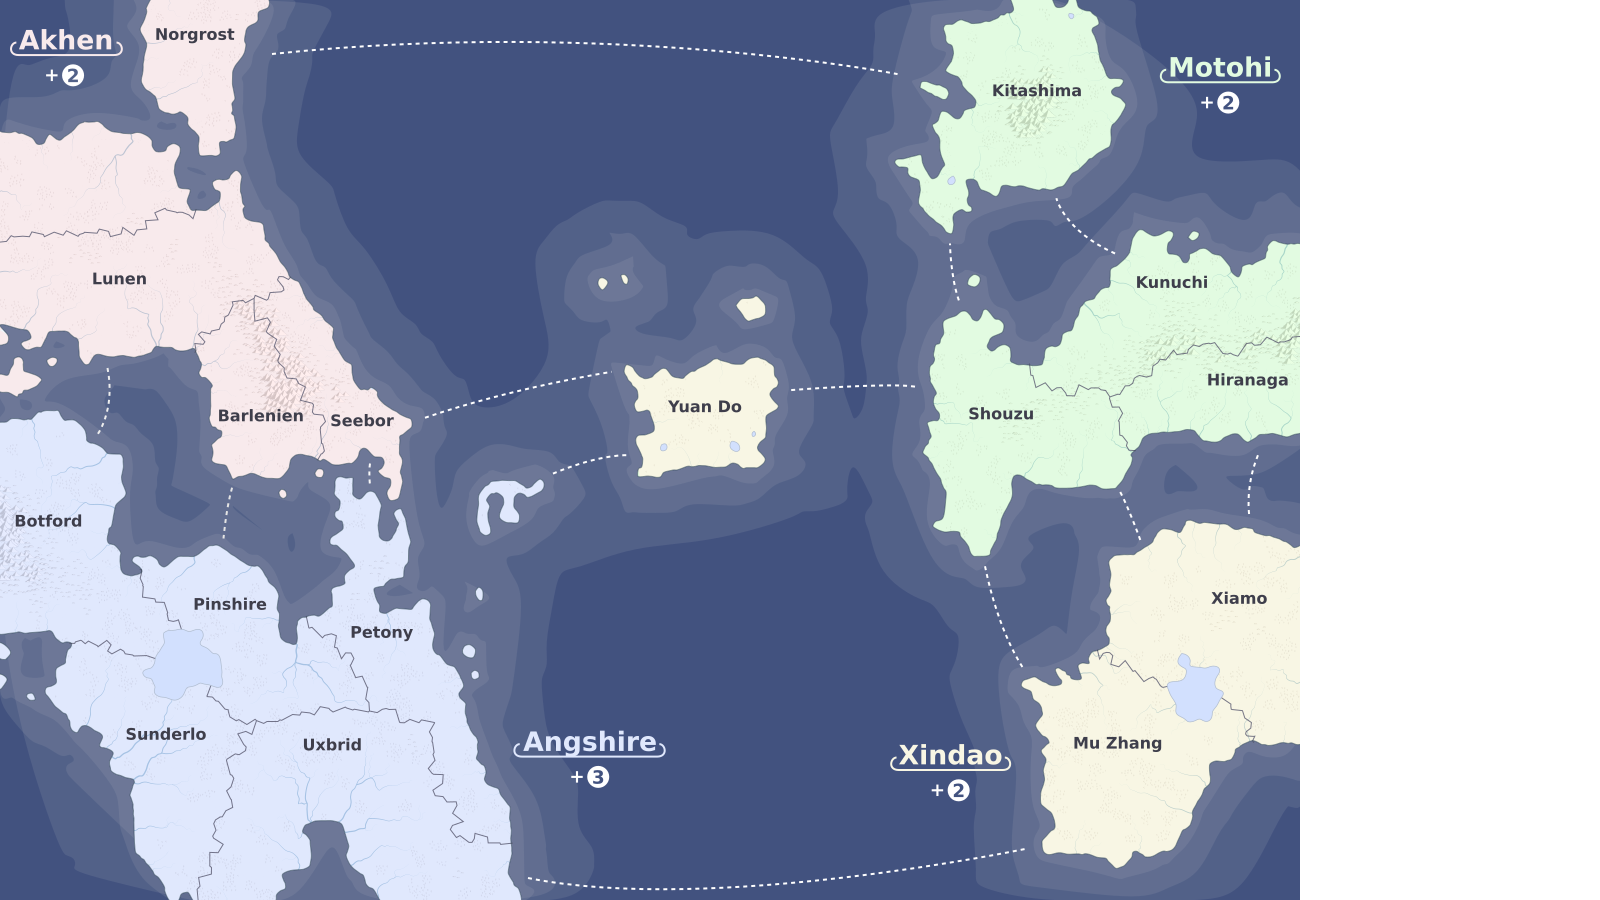 Norgrost
Akhen
+2
Motohi
+2
Kitashima
Lunen
Kunuchi
Hiranaga
Yuan Do
Shouzu
Barlenien
Seebor
Botford
Xiamo
Pinshire
Petony
Sunderlo
Uxbrid
Angshire
+3
Mu Zhang
Xindao
+2